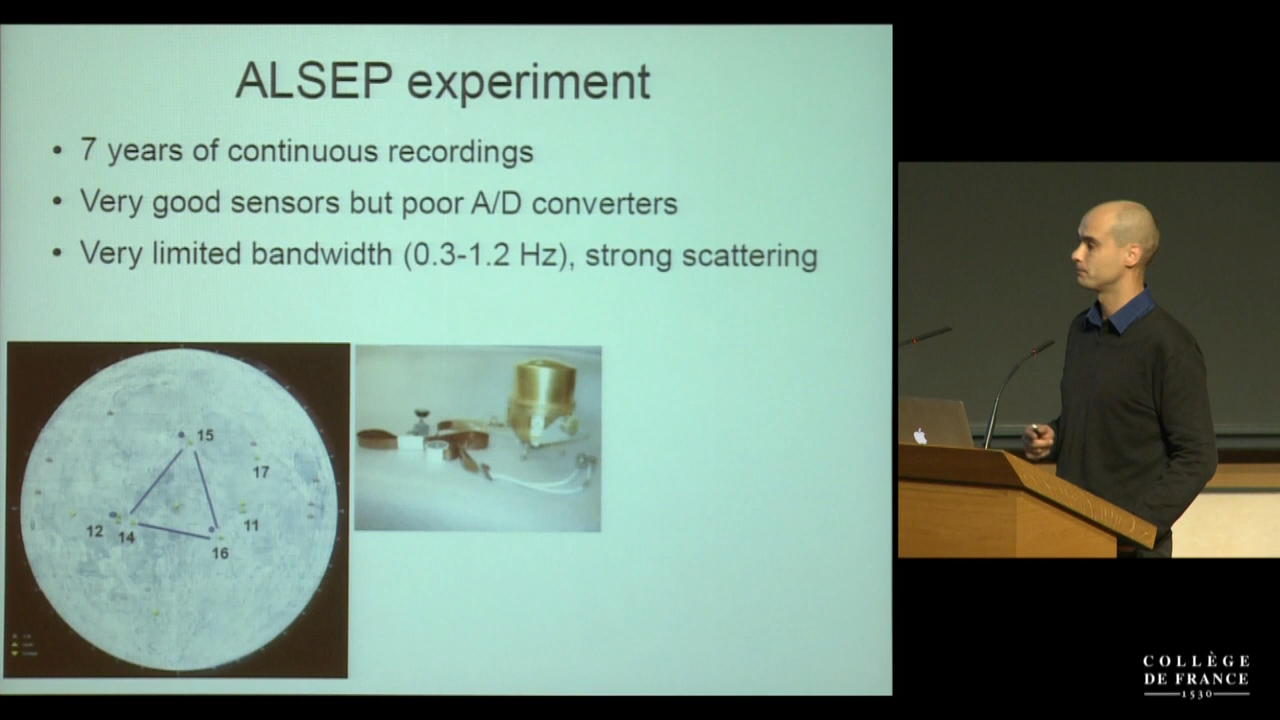 ALSEP experiment
• 7 years of continuous recordings
• Very good sensors but poor A/D converters
• Very limited bandwidth (0.3-1.2 Hz), strong scattering
15
17
12
14
11
16
COLLÈGE
DE FRANCE
1530